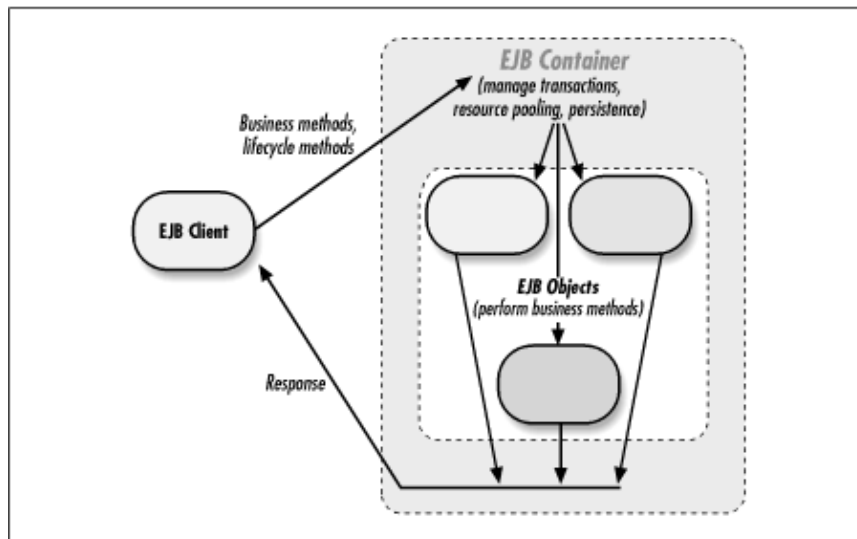 EJB Container
(manage transactions,
resource pooling, persistence)
Business methods,
lifecycle methods
EJB Client
EJB Objects
(perform business methods)
Response